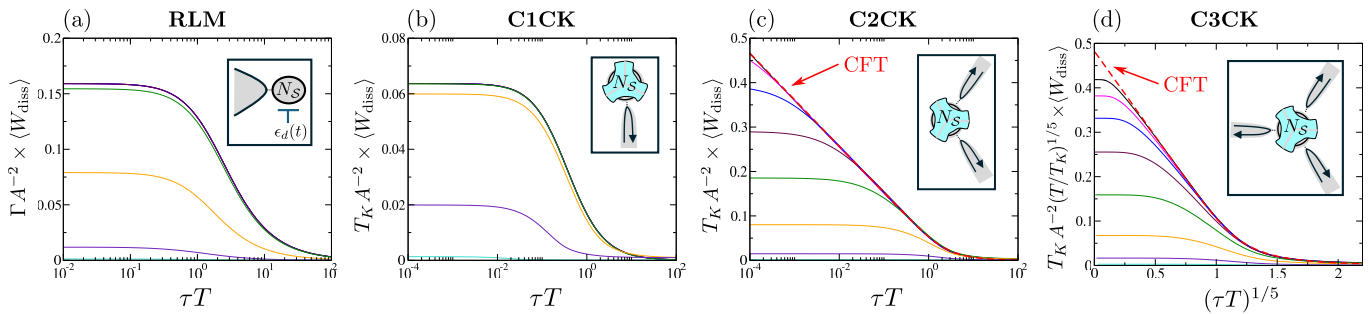 (a) RLM
Γ A⁻² × ⟨W_diss⟩
0.2
0.15
0.1
0.05
0
10⁻² 10⁻¹ 10⁰ 10¹ 10²
τT
N_S
ϵ_d(t)
(b) C1CK
T_K A⁻² × ⟨W_diss⟩
0.08
0.06
0.04
0.02
0
10⁻⁴ 10⁻² 10⁰ 10²
τT
N_S
(c) C2CK
T_K A⁻² × ⟨W_diss⟩
0.5
0.4
0.3
0.2
0.1
0
10⁻⁴ 10⁻² 10⁰ 10²
τT
CFT
N_S
(d) C3CK
T_K A⁻² (T/T_K)^{1/5} × ⟨W_diss⟩
0.5
0.4
0.3
0.2
0.1
0
0 0.5 1 1.5 2
(τT)^{1/5}
CFT
N_S